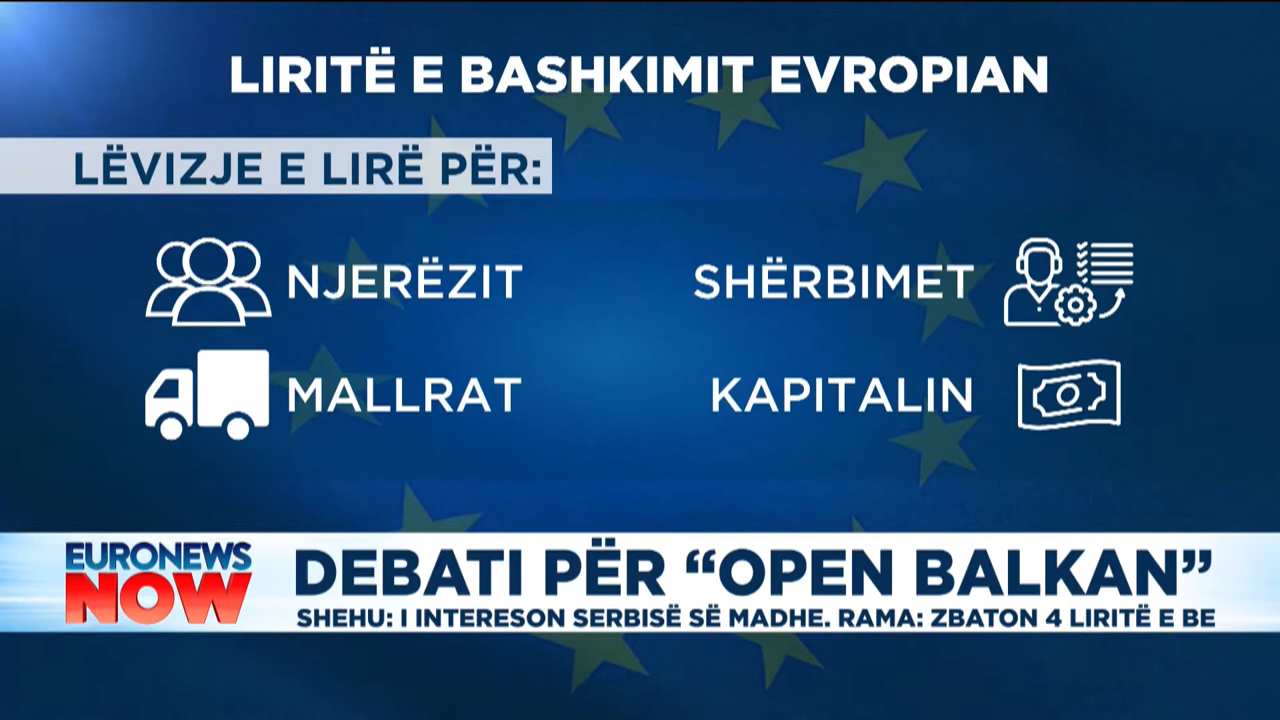 LIRITË E BASHKIMIT EVROPIAN
LËVIZJE E LIRË PËR:
NJERËZIT
SHËRBIMET
MALLRAT
KAPITALIN
EURONEWS
NOW
DEBATI PËR “OPEN BALKAN”
SHEHU: I INTERESON SERBISË SË MADHE. RAMA: ZBATON 4 LIRITË E BE